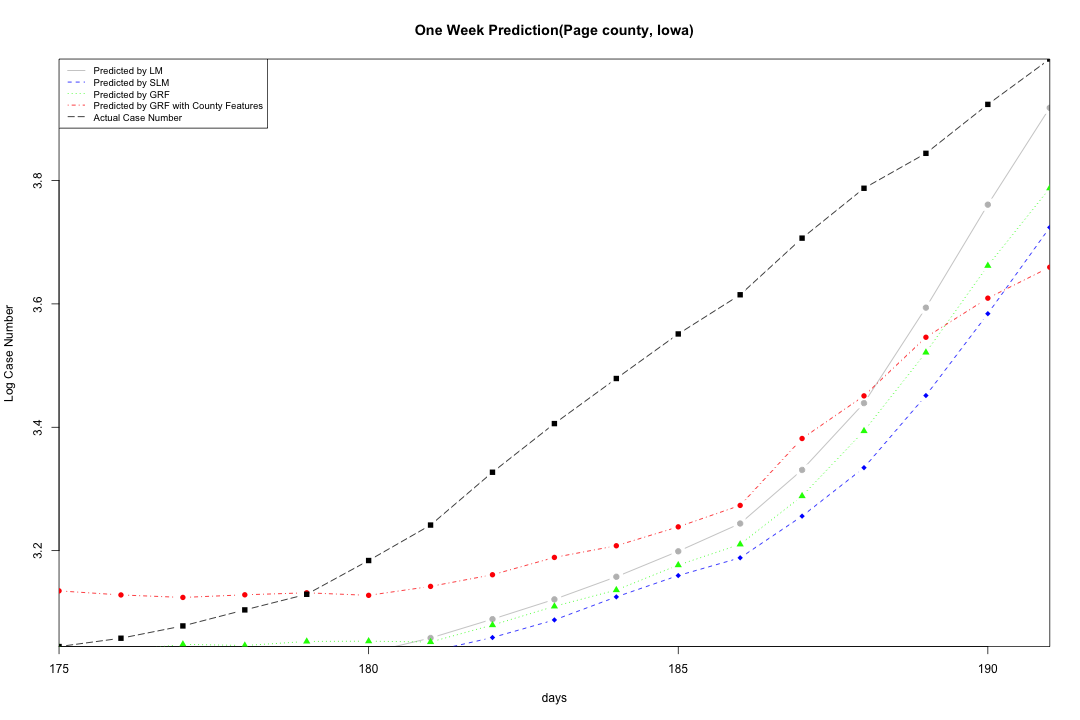 One Week Prediction(Page county, Iowa)
Predicted by LM
Predicted by SLM
Predicted by GRF
Predicted by GRF with County Features
Actual Case Number
3.8
3.6
3.4
3.2
Log Case Number
175
180
185
190
days